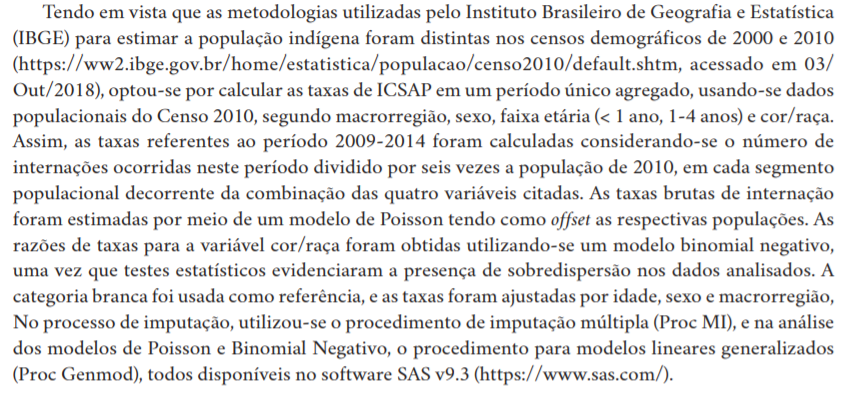 Tendo em vista que as metodologias utilizadas pelo Instituto Brasileiro de Geografia e Estatística
(IBGE) para estimar a população indígena foram distintas nos censos demográficos de 2000 e 2010
(https://ww2.ibge.gov.br/home/estatistica/populacao/censo2010/default.shtm, acessado em 03/
Out/2018), optou-se por calcular as taxas de ICSAP em um período único agregado, usando-se dados
populacionais do Censo 2010, segundo macrorregião, sexo, faixa etária (< 1 ano, 1-4 anos) e cor/raça.
Assim, as taxas referentes ao período 2009-2014 foram calculadas considerando-se o número de
internações ocorridas neste período dividido por seis vezes a população de 2010, em cada segmento
populacional decorrente da combinação das quatro variáveis citadas. As taxas brutas de internação
foram estimadas por meio de um modelo de Poisson tendo como offset as respectivas populações. As
razões de taxas para a variável cor/raça foram obtidas utilizando-se um modelo binomial negativo,
uma vez que testes estatísticos evidenciaram a presença de sobredispersão nos dados analisados. A
categoria branca foi usada como referência, e as taxas foram ajustadas por idade, sexo e macrorregião,
No processo de imputação, utilizou-se o procedimento de imputação múltipla (Proc MI), e na análise
dos modelos de Poisson e Binomial Negativo, o procedimento para modelos lineares generalizados
(Proc Genmod), todos disponíveis no software SAS v9.3 (https://www.sas.com/).